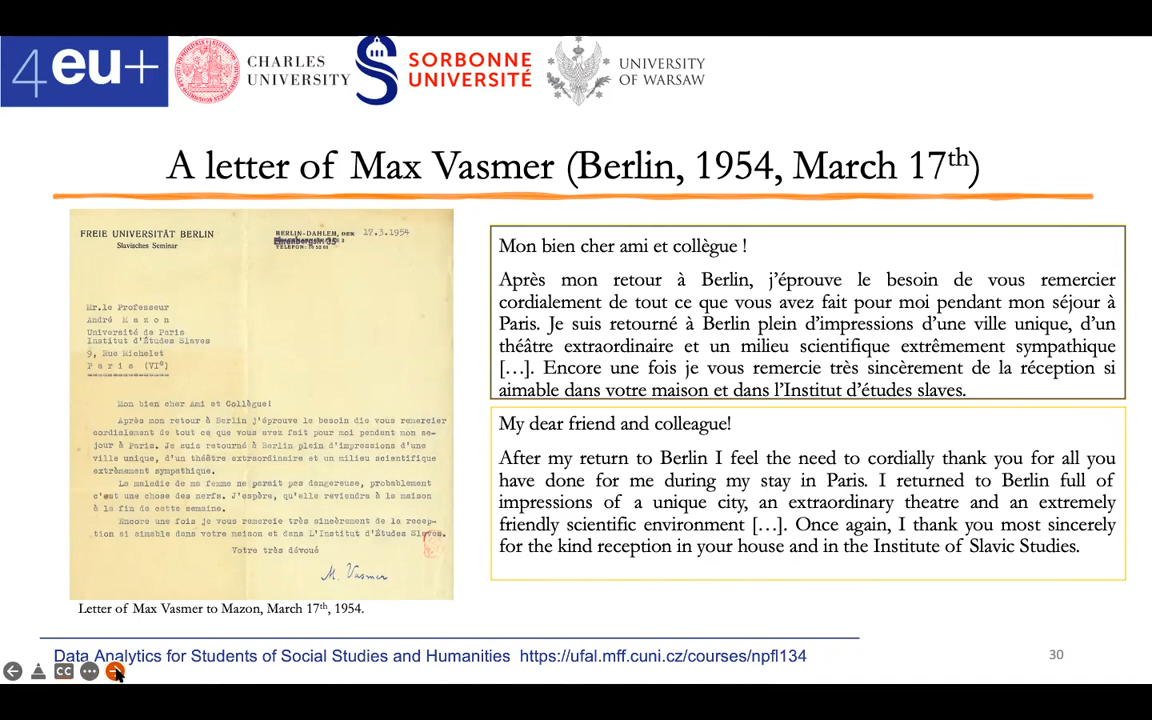 4eu+
CHARLES
UNIVERSITY
SORBONNE
UNIVERSITÉ
UNIVERSITY
OF WARSAW
A letter of Max Vasmer (Berlin, 1954, March 17th)
FREIE UNIVERSITÄT BERLIN
Slavisches Seminar
BERLIN-DAHLEM, DEN 17.3.1954
Mr.le Professeur
André M a z o n
Université de Paris
Institut d'Études Slaves
9, Rue Michelet
P a r i s (VIe)
Mon bien cher Ami et Collègue!
Après mon retour à Berlin j'éprouve le besoin die vous remercier
cordialement de tout ce que vous avez fait pour moi pendant mon se-
jour à Paris. Je suis retourné à Berlin plein d'impressions d'une
ville unique, d'un théâtre extraordinaire et un milieu scientifique
extrèmement sympathique.
La maladie de ma femme ne parait pas dangereuse, probablement
c'est une chose des nerfs. J'espère, qu'elle reviendra à la maison
à la fin de cette semaine.
Encore une fois je vous remercie très sincèrement de la recep-
tion si aimable dans votre maison et dans L'Institut d'Études Slaves.
Votre très dévoué
M. Vasmer
Letter of Max Vasmer to Mazon, March 17th, 1954.
Mon bien cher ami et collègue !
Après mon retour à Berlin, j'éprouve le besoin de vous remercier
cordialement de tout ce que vous avez fait pour moi pendant mon séjour à
Paris. Je suis retourné à Berlin plein d'impressions d'une ville unique, d'un
théâtre extraordinaire et un milieu scientifique extrêmement sympathique
[…]. Encore une fois je vous remercie très sincèrement de la réception si
aimable dans votre maison et dans l'Institut d'études slaves.
My dear friend and colleague!
After my return to Berlin I feel the need to cordially thank you for all you
have done for me during my stay in Paris. I returned to Berlin full of
impressions of a unique city, an extraordinary theatre and an extremely
friendly scientific environment […]. Once again, I thank you most sincerely
for the kind reception in your house and in the Institute of Slavic Studies.
Data Analytics for Students of Social Studies and Humanities https://ufal.mff.cuni.cz/courses/npfl134
30
CC